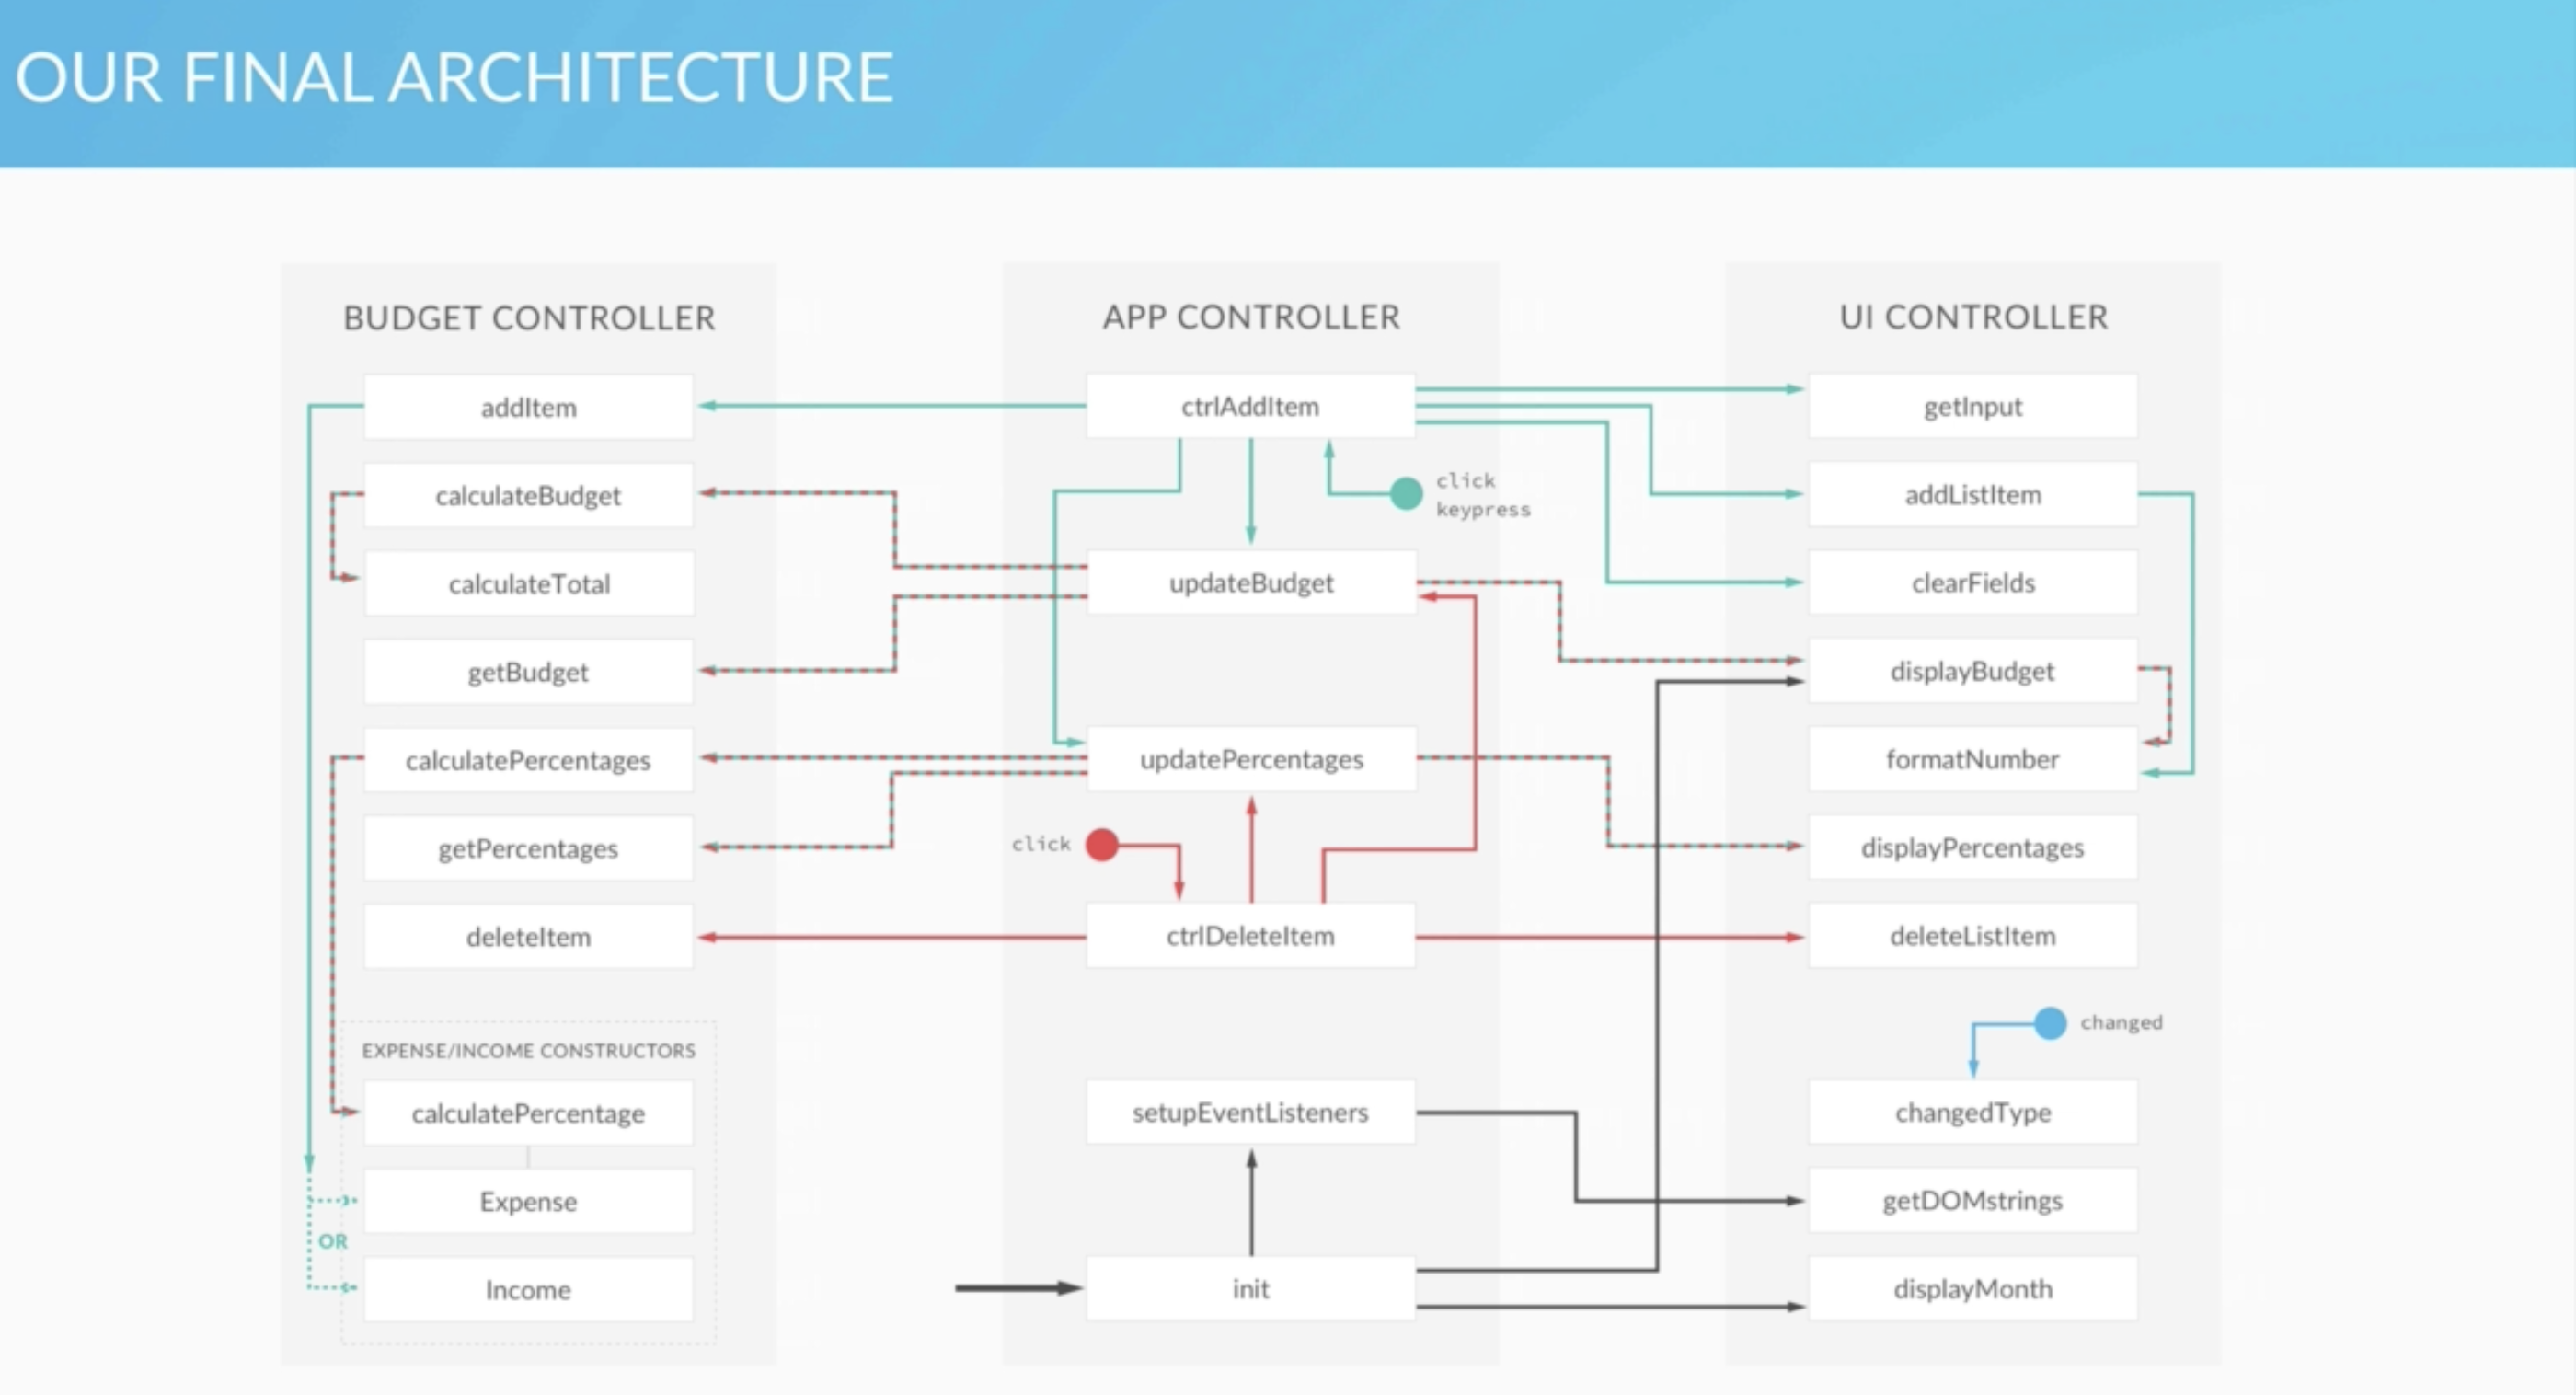 OUR FINAL ARCHITECTURE
BUDGET CONTROLLER
addItem
calculateBudget
calculateTotal
getBudget
calculatePercentages
getPercentages
deleteItem
EXPENSE/INCOME CONSTRUCTORS
calculatePercentage
Expense
OR
Income
APP CONTROLLER
ctrlAddItem
click
keypress
updateBudget
updatePercentages
click
ctrlDeleteItem
setupEventListeners
init
UI CONTROLLER
getInput
addListItem
clearFields
displayBudget
formatNumber
displayPercentages
deleteListItem
changed
changedType
getDOMstrings
displayMonth